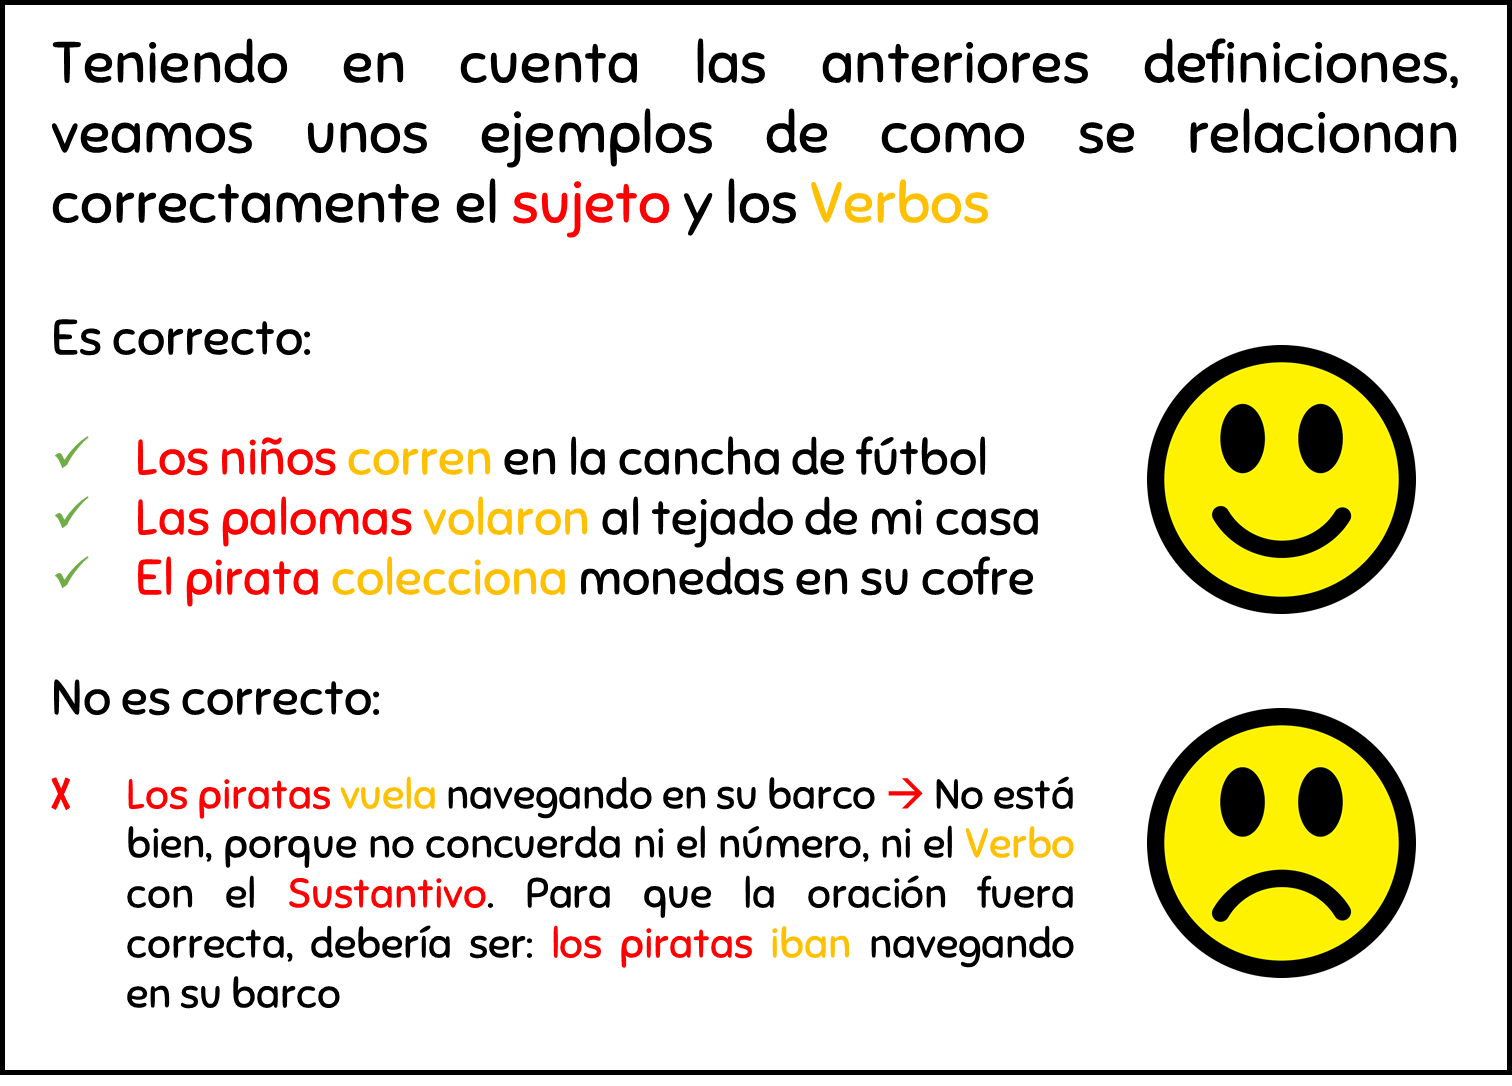 Teniendo en cuenta las anteriores definiciones,
veamos unos ejemplos de como se relacionan
correctamente el sujeto y los Verbos
Es correcto:
✓ Los niños corren en la cancha de fútbol
✓ Las palomas volaron al tejado de mi casa
✓ El pirata colecciona monedas en su cofre
No es correcto:
X Los piratas vuela navegando en su barco → No está
bien, porque no concuerda ni el número, ni el Verbo
con el Sustantivo. Para que la oración fuera
correcta, debería ser: los piratas iban navegando
en su barco